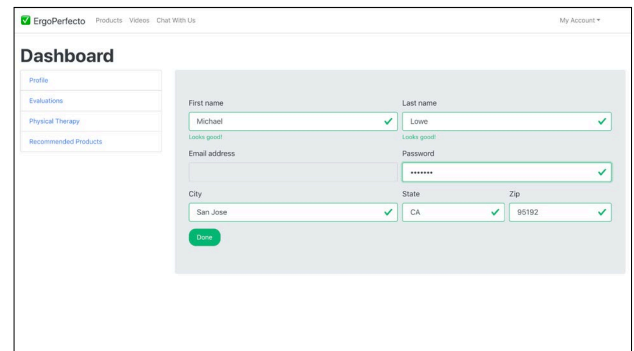 ErgoPerfecto Products Videos Chat With Us My Account
Dashboard
Profile
Evaluations
Physical Therapy
Recommended Products
First name Last name
Michael Lowe
Looks good! Looks good!
Email address Password
•••••••
City State Zip
San Jose CA 95192
Done